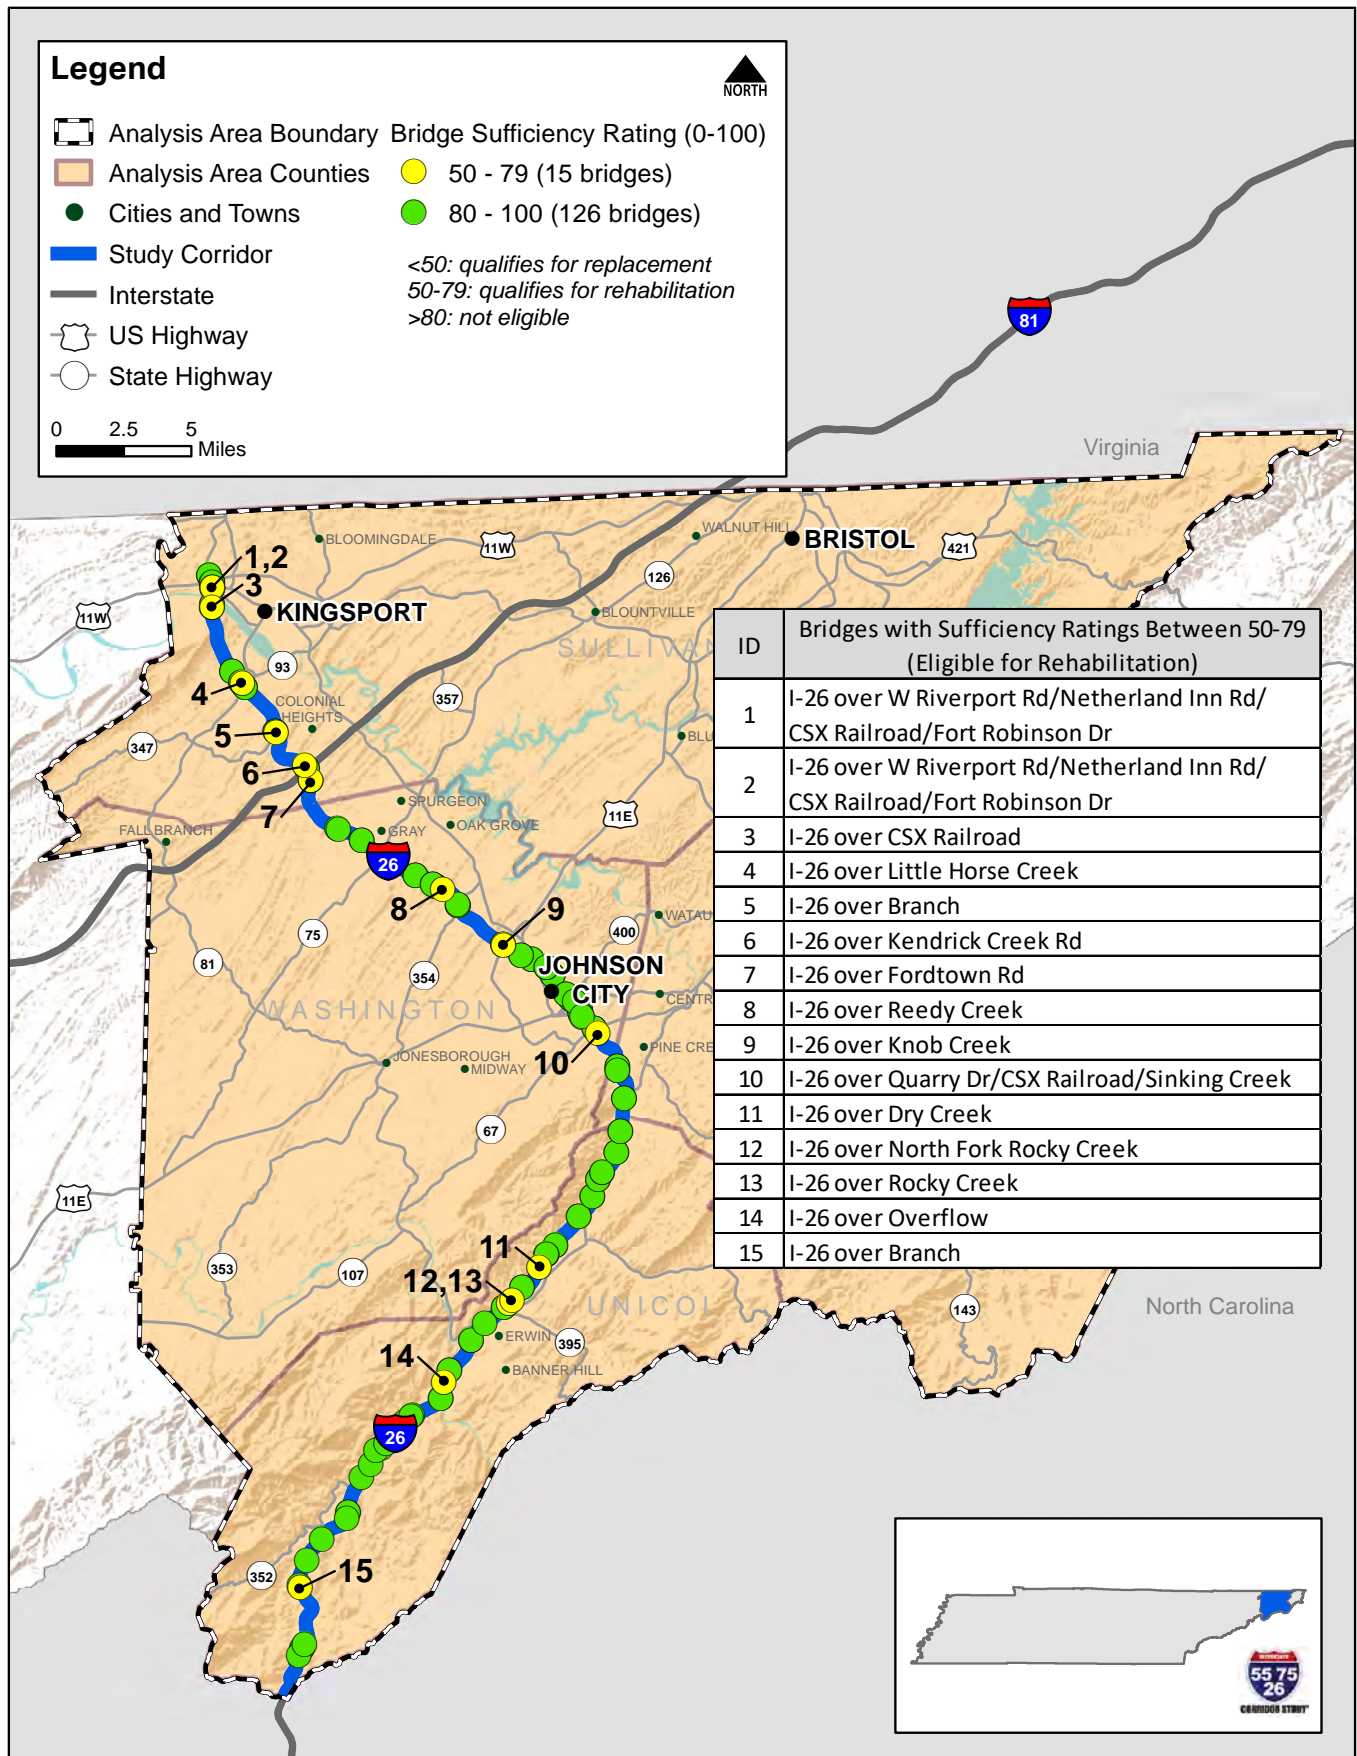 Legend
NORTH
Analysis Area Boundary
Analysis Area Counties
Cities and Towns
Study Corridor
Interstate
US Highway
State Highway
Bridge Sufficiency Rating (0-100)
50 - 79 (15 bridges)
80 - 100 (126 bridges)
<50: qualifies for replacement
50-79: qualifies for rehabilitation
>80: not eligible
0 2.5 5
Miles
81
Virginia
BLOOMINGDALE
11W
WALNUT HILL
BRISTOL
421
1,2
3
126
KINGSPORT
11W
BLOUNTVILLE
SULLIVAN
93
4
357
COLONIAL
HEIGHTS
5
347
BLU
6
7
SPURGEON
11E
FALL BRANCH
GRAY
OAK GROVE
26
8
9
WATAU
75
400
81
354
JOHNSON
CITY
CENTR
WASHINGTON
10
PINE CRE
JONESBOROUGH
MIDWAY
67
11E
11
353
107
12,13
UNICOI
143
North Carolina
ERWIN
395
14
BANNER HILL
26
352
15
ID Bridges with Sufficiency Ratings Between 50-79
(Eligible for Rehabilitation)
1 I-26 over W Riverport Rd/Netherland Inn Rd/
CSX Railroad/Fort Robinson Dr
2 I-26 over W Riverport Rd/Netherland Inn Rd/
CSX Railroad/Fort Robinson Dr
3 I-26 over CSX Railroad
4 I-26 over Little Horse Creek
5 I-26 over Branch
6 I-26 over Kendrick Creek Rd
7 I-26 over Fordtown Rd
8 I-26 over Reedy Creek
9 I-26 over Knob Creek
10 I-26 over Quarry Dr/CSX Railroad/Sinking Creek
11 I-26 over Dry Creek
12 I-26 over North Fork Rocky Creek
13 I-26 over Rocky Creek
14 I-26 over Overflow
15 I-26 over Branch
INTERSTATE
55 75
26
CORRIDOR STUDY